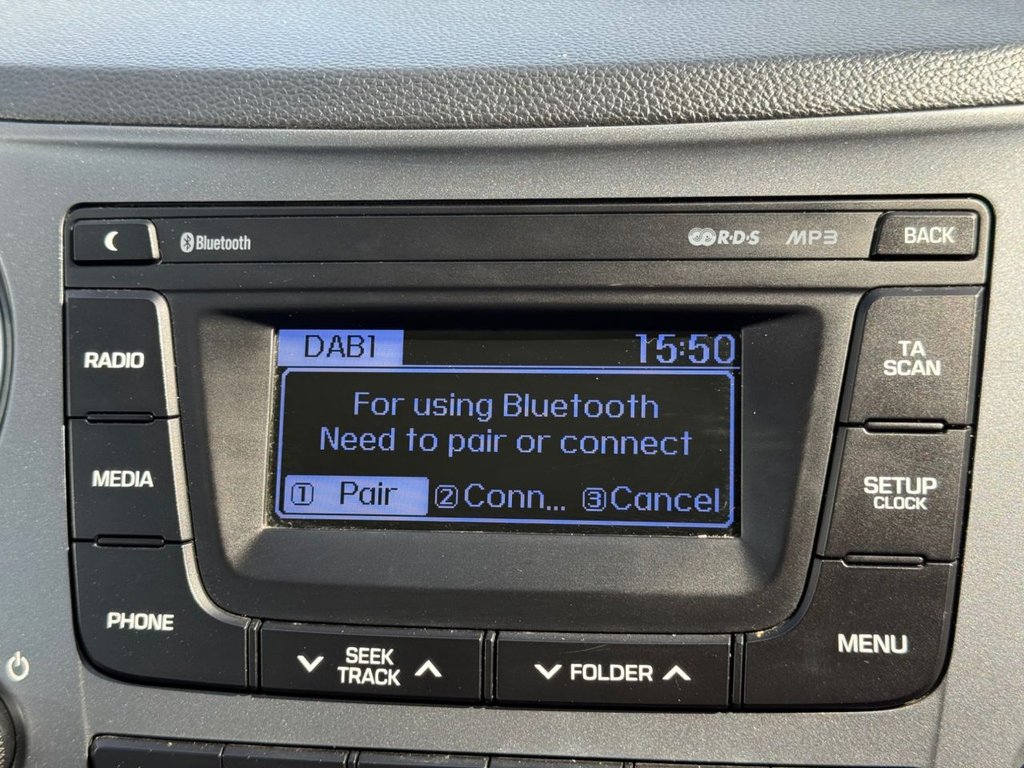 Bluetooth
R·D·S MP3
BACK
RADIO
MEDIA
PHONE
DAB1 15:50
For using Bluetooth
Need to pair or connect
① Pair ②Conn... ③Cancel
TA
SCAN
SETUP
CLOCK
MENU
SEEK
TRACK
FOLDER